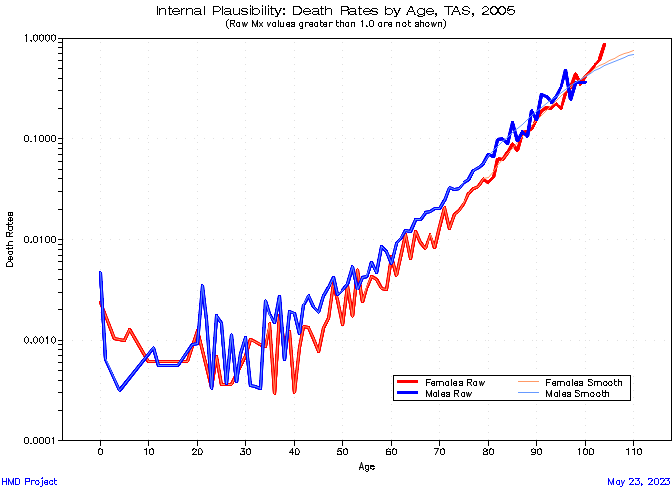 Internal Plausibility: Death Rates by Age, TAS, 2005
(Raw Mx values greater than 1.0 are not shown)
1.0000
0.1000
0.0100
0.0010
0.0001
Death Rates
0 10 20 30 40 50 60 70 80 90 100 110
Age
Females Raw Females Smooth
Males Raw Males Smooth
HMD Project May 23, 2023